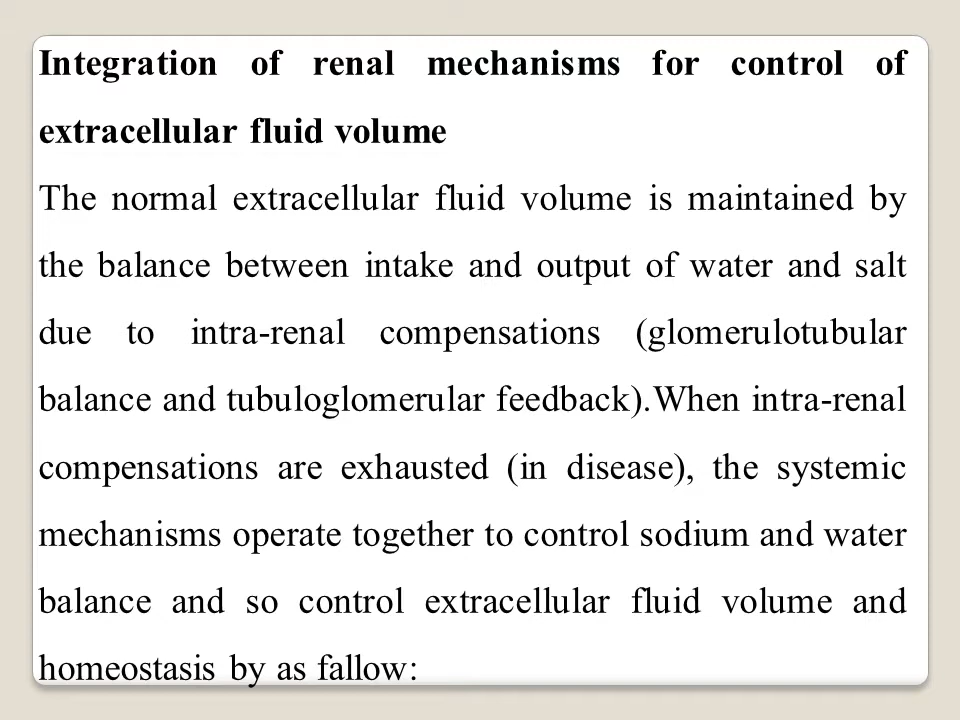 Integration of renal mechanisms for control of
extracellular fluid volume
The normal extracellular fluid volume is maintained by
the balance between intake and output of water and salt
due to intra-renal compensations (glomerulotubular
balance and tubuloglomerular feedback).When intra-renal
compensations are exhausted (in disease), the systemic
mechanisms operate together to control sodium and water
balance and so control extracellular fluid volume and
homeostasis by as fallow: